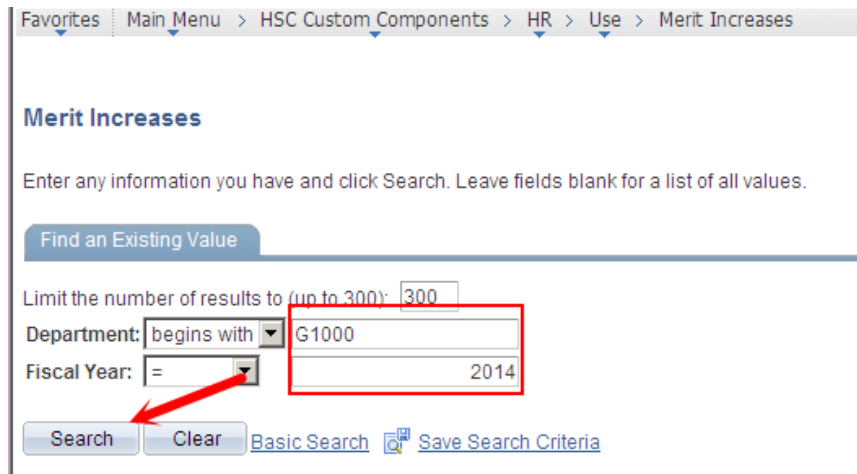 Favorites Main Menu > HSC Custom Components > HR > Use > Merit Increases
Merit Increases
Enter any information you have and click Search. Leave fields blank for a list of all values.
Find an Existing Value
Limit the number of results to (up to 300): 300
Department: begins with G1000
Fiscal Year: = 2014
Search Clear Basic Search Save Search Criteria